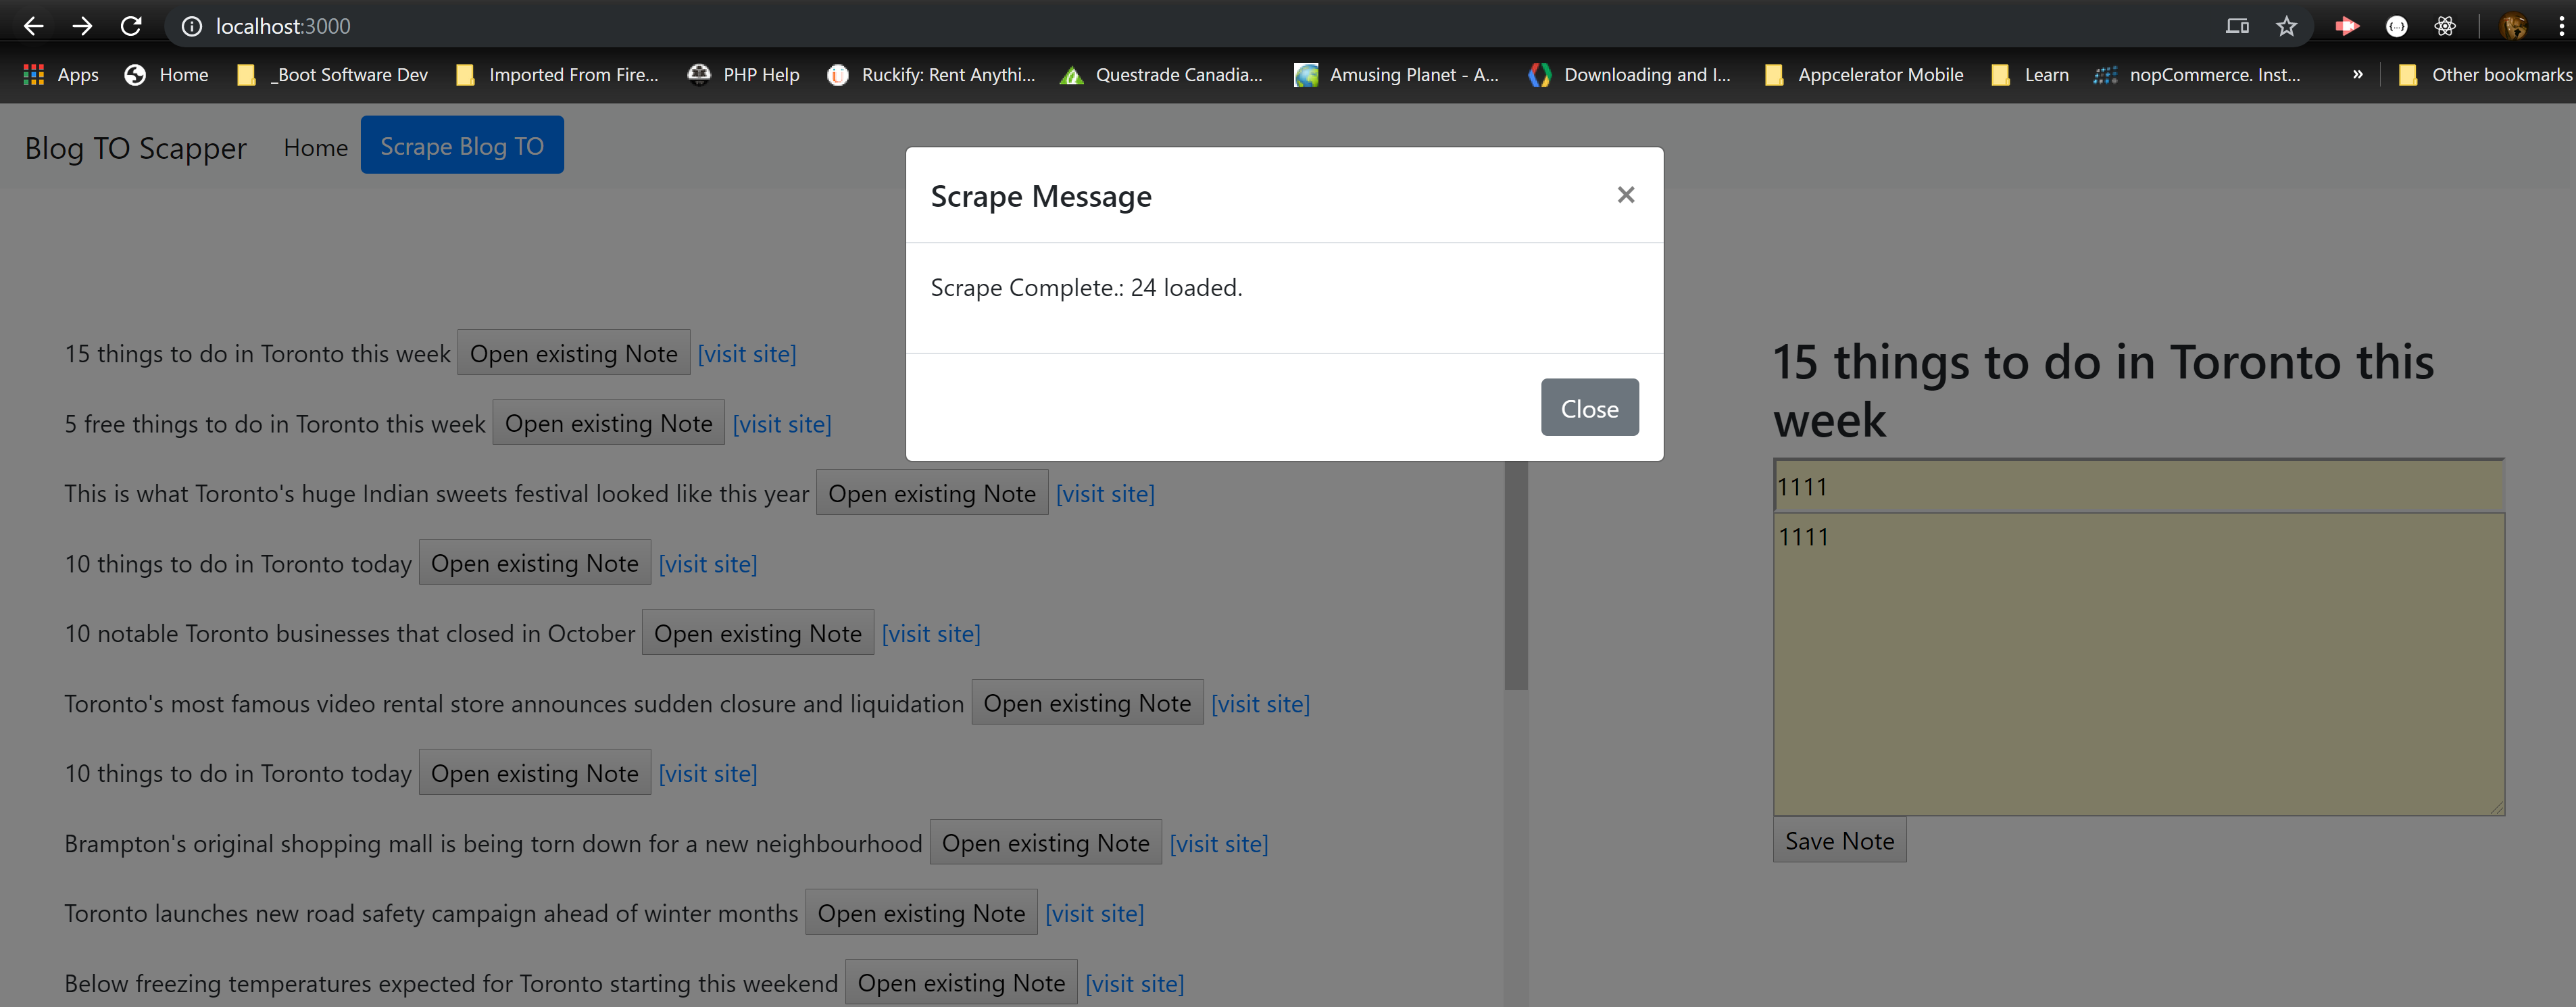 localhost:3000
Apps Home _Boot Software Dev Imported From Fire... PHP Help Ruckify: Rent Anythi... Questrade Canadia... Amusing Planet - A... Downloading and I... Appcelerator Mobile Learn nopCommerce. Inst... » Other bookmarks
Blog TO Scapper Home Scrape Blog TO
Scrape Message ×
Scrape Complete.: 24 loaded.
Close
15 things to do in Toronto this week Open existing Note [visit site]
5 free things to do in Toronto this week Open existing Note [visit site]
This is what Toronto's huge Indian sweets festival looked like this year Open existing Note [visit site]
10 things to do in Toronto today Open existing Note [visit site]
10 notable Toronto businesses that closed in October Open existing Note [visit site]
Toronto's most famous video rental store announces sudden closure and liquidation Open existing Note [visit site]
10 things to do in Toronto today Open existing Note [visit site]
Brampton's original shopping mall is being torn down for a new neighbourhood Open existing Note [visit site]
Toronto launches new road safety campaign ahead of winter months Open existing Note [visit site]
Below freezing temperatures expected for Toronto starting this weekend Open existing Note [visit site]
15 things to do in Toronto this
week
1111
1111
Save Note